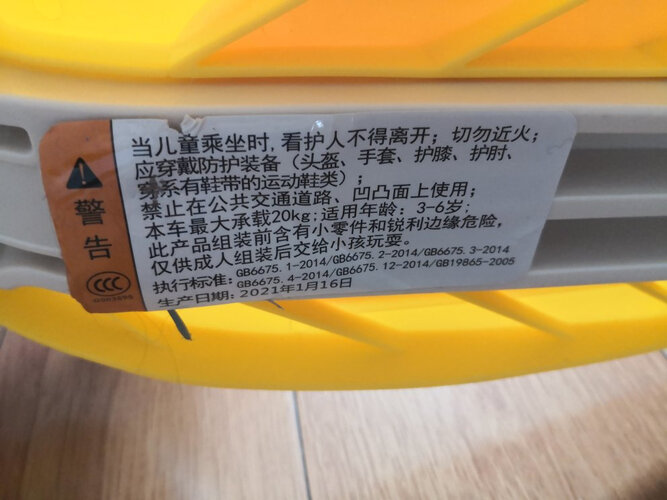 当儿童乘坐时,看护人不得离开;切勿近火;
应穿戴防护装备(头盔、手套、护膝、护肘、
穿系有鞋带的运动鞋类);
禁止在公共交通道路、凹凸面上使用;
本车最大承载20kg;适用年龄:3-6岁;
此产品组装前含有小零件和锐利边缘危险,
仅供成人组装后交给小孩玩耍。
执行标准:GB6675.1-2014/GB6675.2-2014/GB6675.3-2014
GB6675.4-2014/GB6675.12-2014/GB19865-2005
生产日期:2021年1月16日
警告
CCC